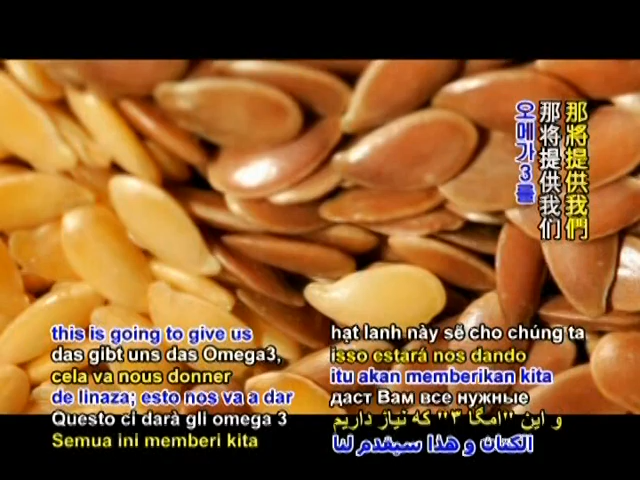 那將提供我們
那将提供我们
오메가3를
this is going to give us
das gibt uns das Omega3,
cela va nous donner
de linaza; esto nos va a dar
Questo ci darà gli omega 3
Semua ini memberi kita
hạt lanh này sẽ cho chúng ta
isso estará nos dando
itu akan memberikan kita
даст Вам все нужные
و این "امگا ۳" که نیاز داریم
الكتان و هذا سيقدم لنا